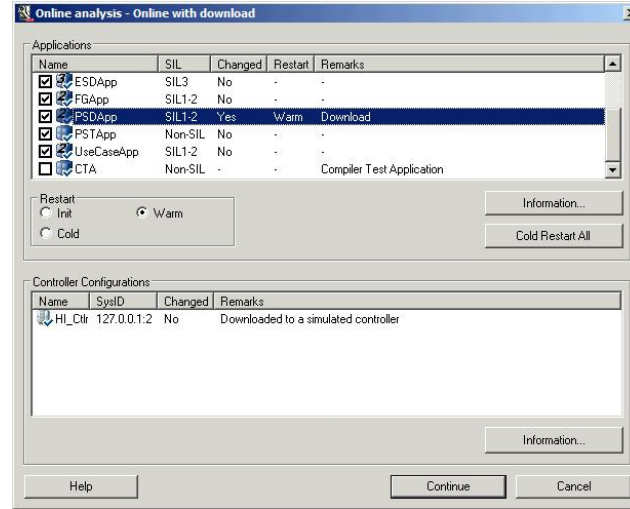 Online analysis - Online with download
Applications
Name SIL Changed Restart Remarks
ESDApp SIL3 No - -
FGApp SIL1-2 No - -
PSDApp SIL1-2 Yes Warm Download
PSTApp Non-SIL No - -
UseCaseApp SIL1-2 No - -
CTA Non-SIL - - Compiler Test Application
Restart
Init Warm
Cold
Information...
Cold Restart All
Controller Configurations
Name SysID Changed Remarks
HI_Ctlr 127.0.0.1:2 No Downloaded to a simulated controller
Information...
Help Continue Cancel